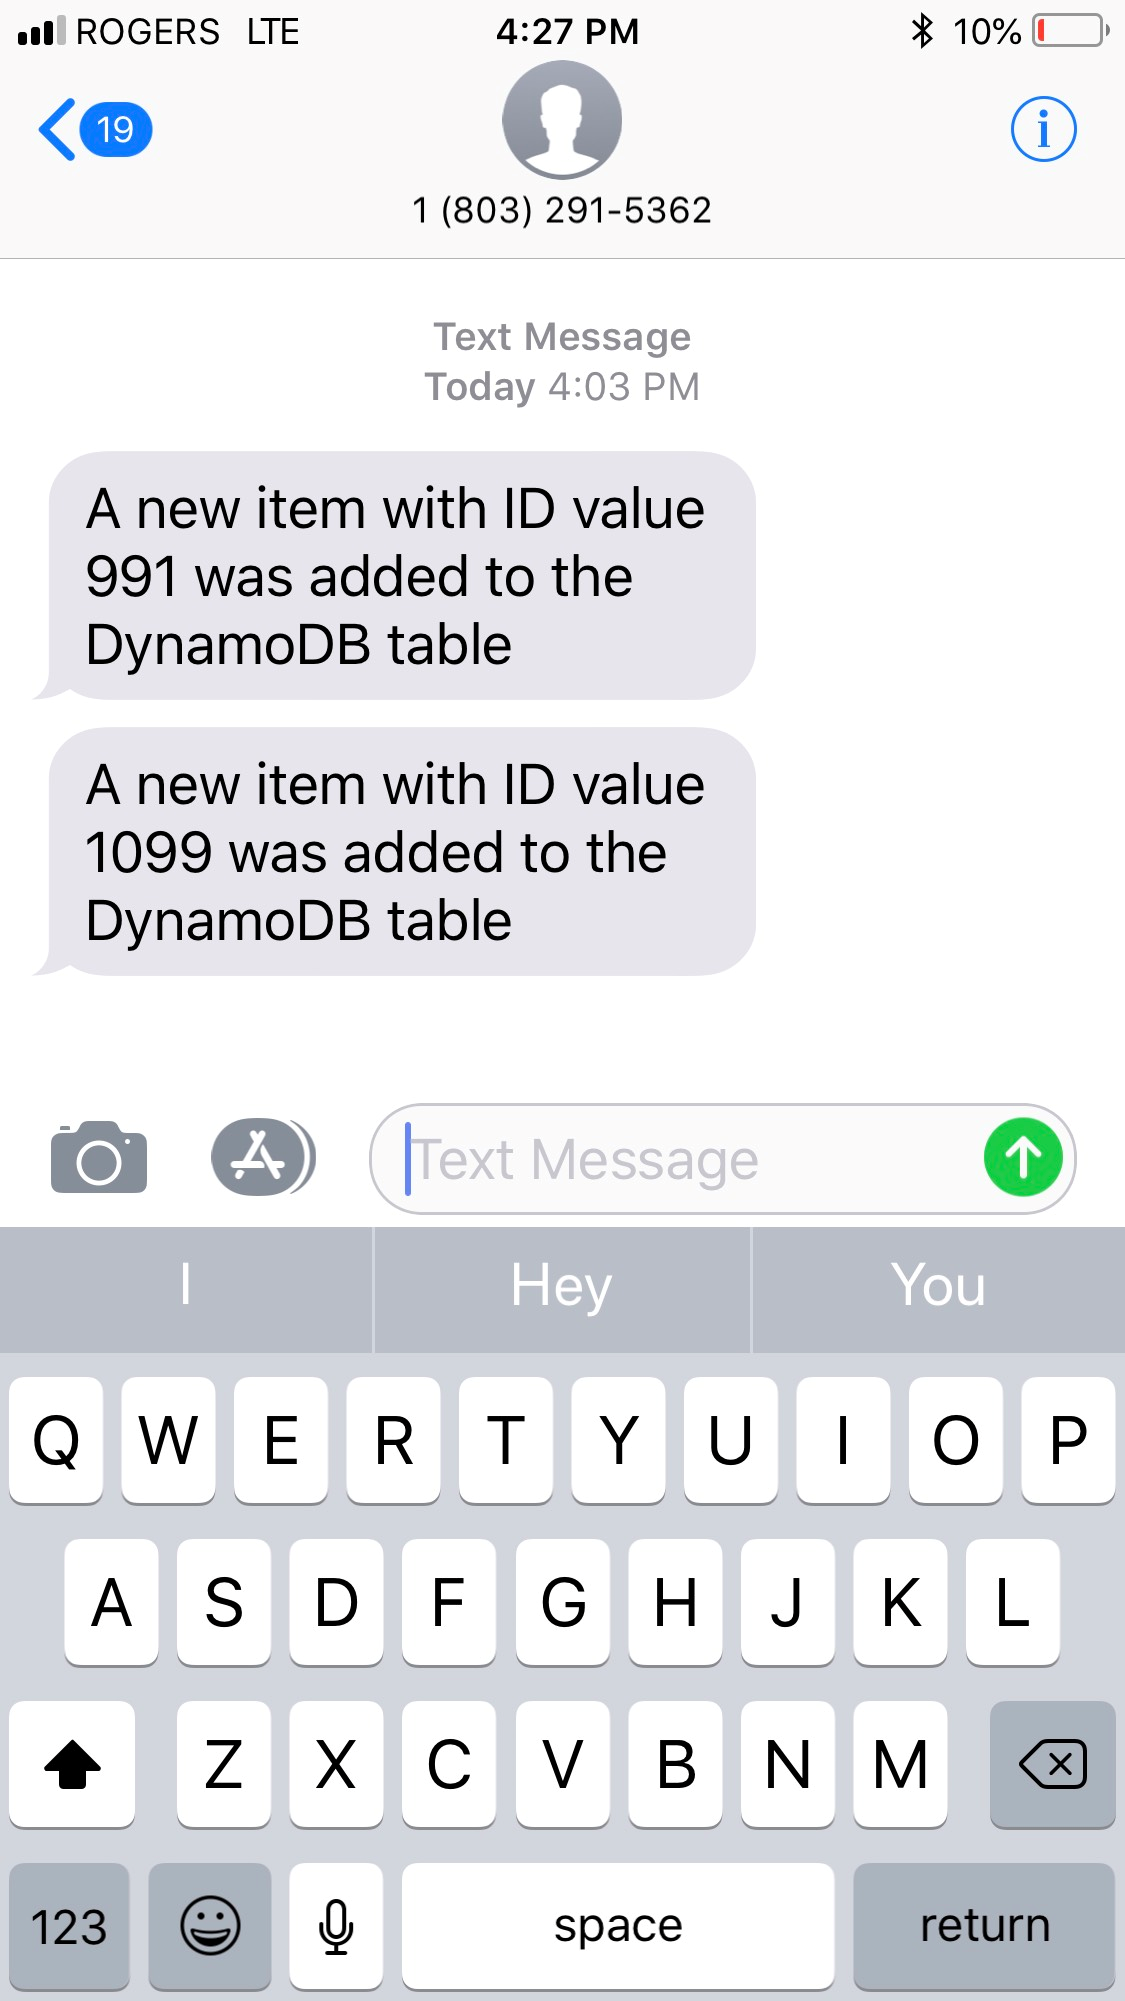 ROGERS LTE 4:27 PM 10%
19
1 (803) 291-5362
Text Message
Today 4:03 PM
A new item with ID value
991 was added to the
DynamoDB table
A new item with ID value
1099 was added to the
DynamoDB table
Text Message
I Hey You
Q W E R T Y U I O P
A S D F G H J K L
Z X C V B N M
123 space return